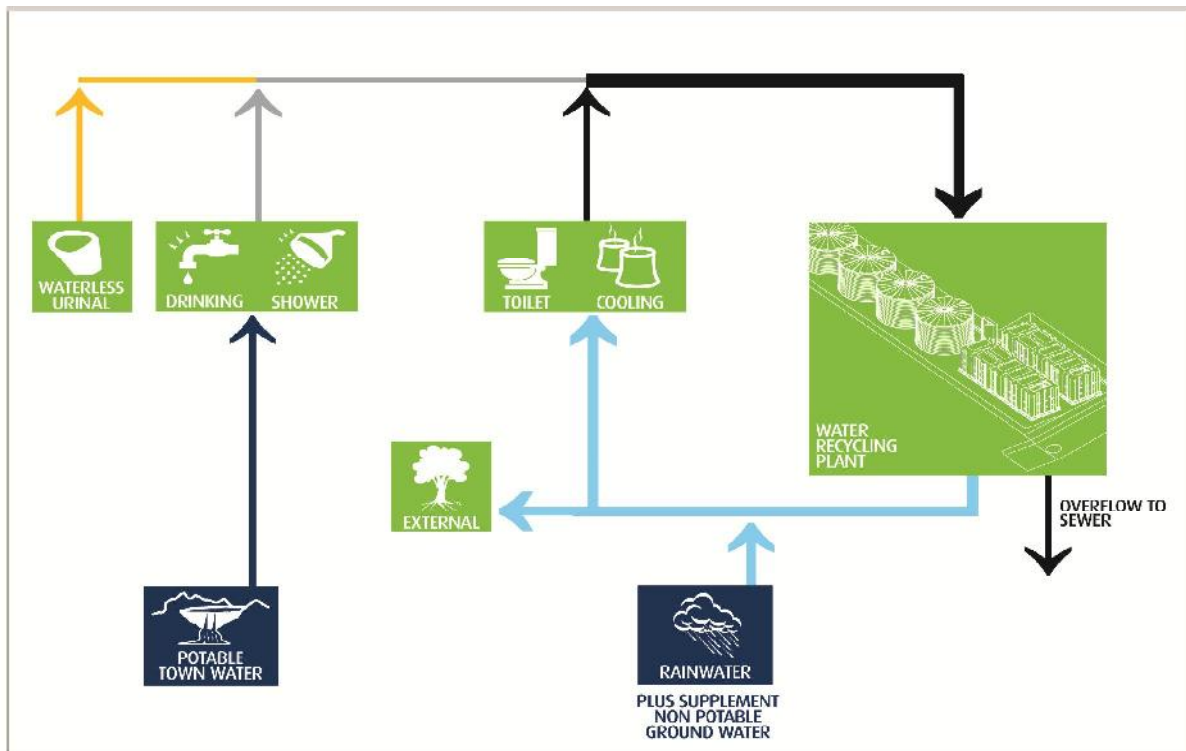 WATERLESS
URINAL
DRINKING
SHOWER
TOILET
COOLING
WATER
RECYCLING
PLANT
EXTERNAL
OVERFLOW TO
SEWER
POTABLE
TOWN WATER
RAINWATER
PLUS SUPPLEMENT
NON POTABLE
GROUND WATER